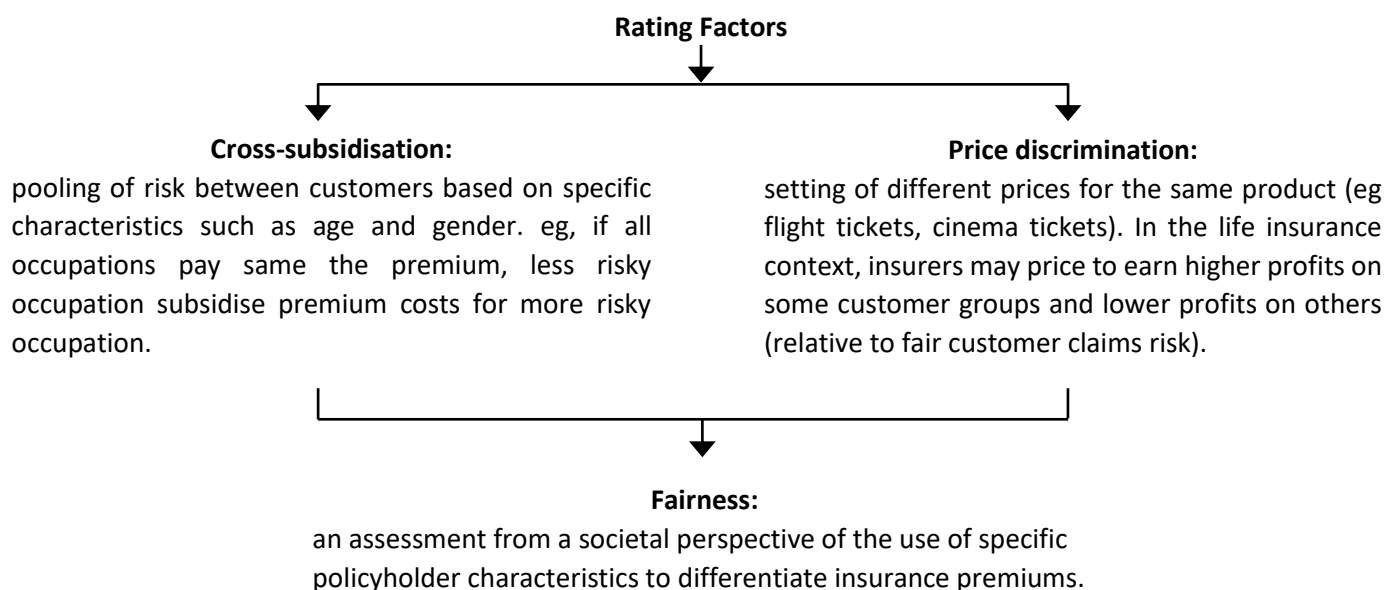 Rating Factors
Cross-subsidisation:
pooling of risk between customers based on specific
characteristics such as age and gender. eg, if all
occupations pay same the premium, less risky
occupation subsidise premium costs for more risky
occupation.
Price discrimination:
setting of different prices for the same product (eg
flight tickets, cinema tickets). In the life insurance
context, insurers may price to earn higher profits on
some customer groups and lower profits on others
(relative to fair customer claims risk).
Fairness:
an assessment from a societal perspective of the use of specific
policyholder characteristics to differentiate insurance premiums.